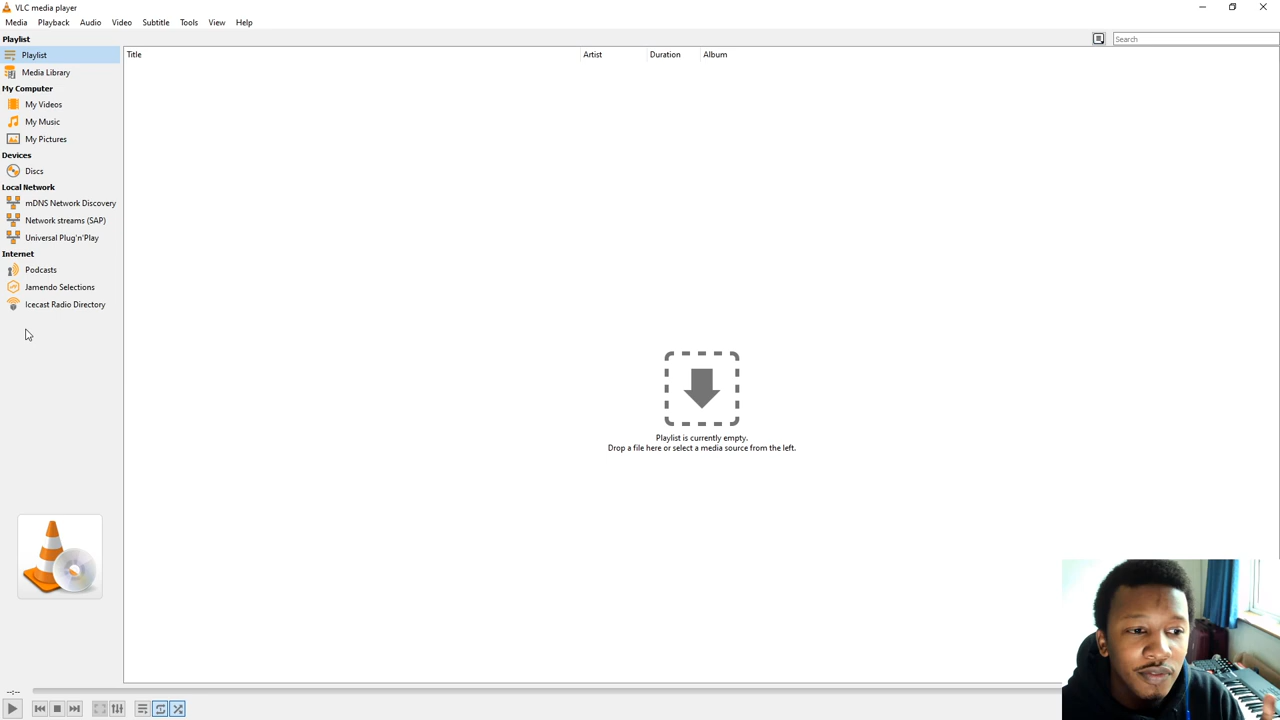 VLC media player
Media Playback Audio Video Subtitle Tools View Help
Playlist
Search
Playlist
Media Library
My Computer
My Videos
My Music
My Pictures
Devices
Discs
Local Network
mDNS Network Discovery
Network streams (SAP)
Universal Plug'n'Play
Internet
Podcasts
Jamendo Selections
Icecast Radio Directory
Title Artist Duration Album
Playlist is currently empty.
Drop a file here or select a media source from the left.
--:--